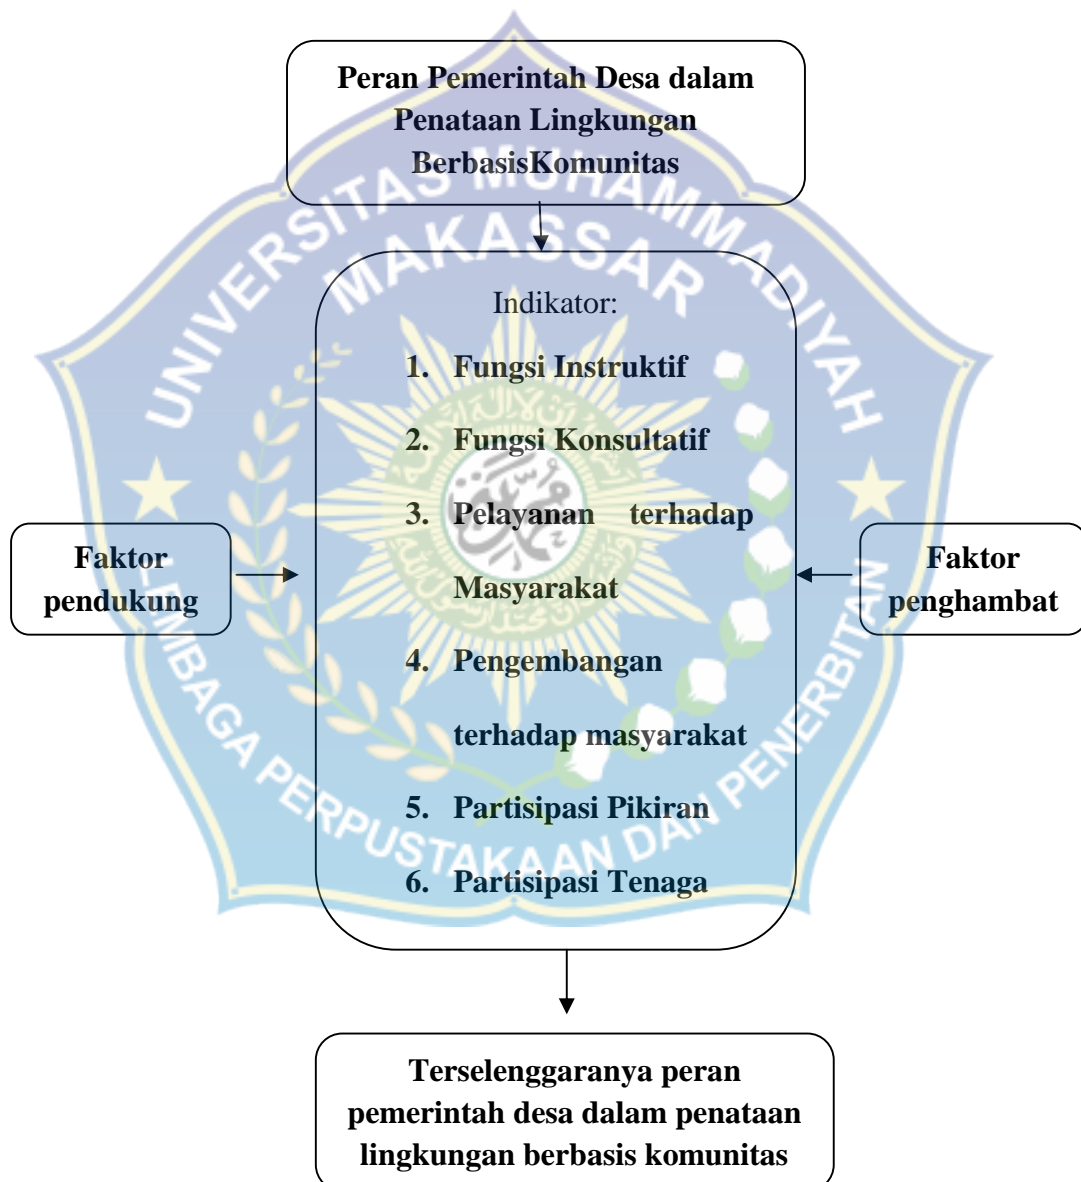 Peran Pemerintah Desa dalam
Penataan Lingkungan
BerbasisKomunitas
UNIVERSITAS MUHAMMADIYAH
MAKASSAR
Indikator:
1. Fungsi Instruktif
2. Fungsi Konsultatif
3. Pelayanan terhadap
Masyarakat
4. Pengembangan
terhadap masyarakat
5. Partisipasi Pikiran
6. Partisipasi Tenaga
Faktor
pendukung
Faktor
penghambat
LEMBAGA PERPUSTAKAAN DAN PENERBITAN
Terselenggaranya peran
pemerintah desa dalam penataan
lingkungan berbasis komunitas